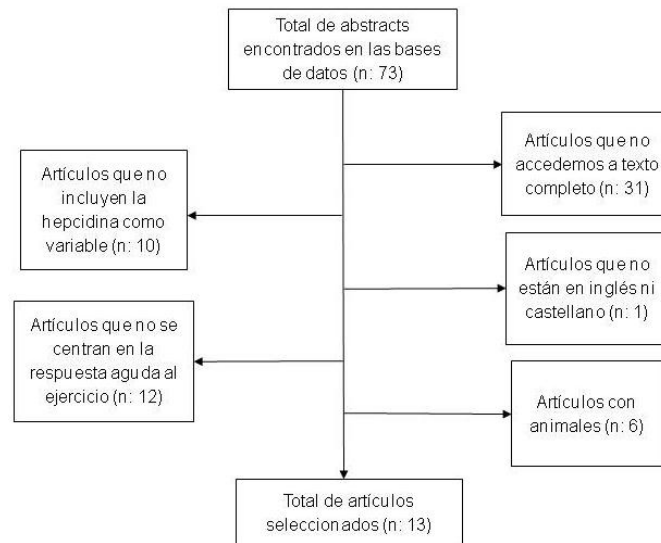 Total de abstracts
encontrados en las bases
de datos (n: 73)
Artículos que no
accedemos a texto
completo (n: 31)
Artículos que no
incluyen la
hepcidina como
variable (n: 10)
Artículos que no
están en inglés ni
castellano (n: 1)
Artículos que no se
centran en la
respuesta aguda al
ejercicio (n: 12)
Artículos con
animales (n: 6)
Total de artículos
seleccionados (n: 13)